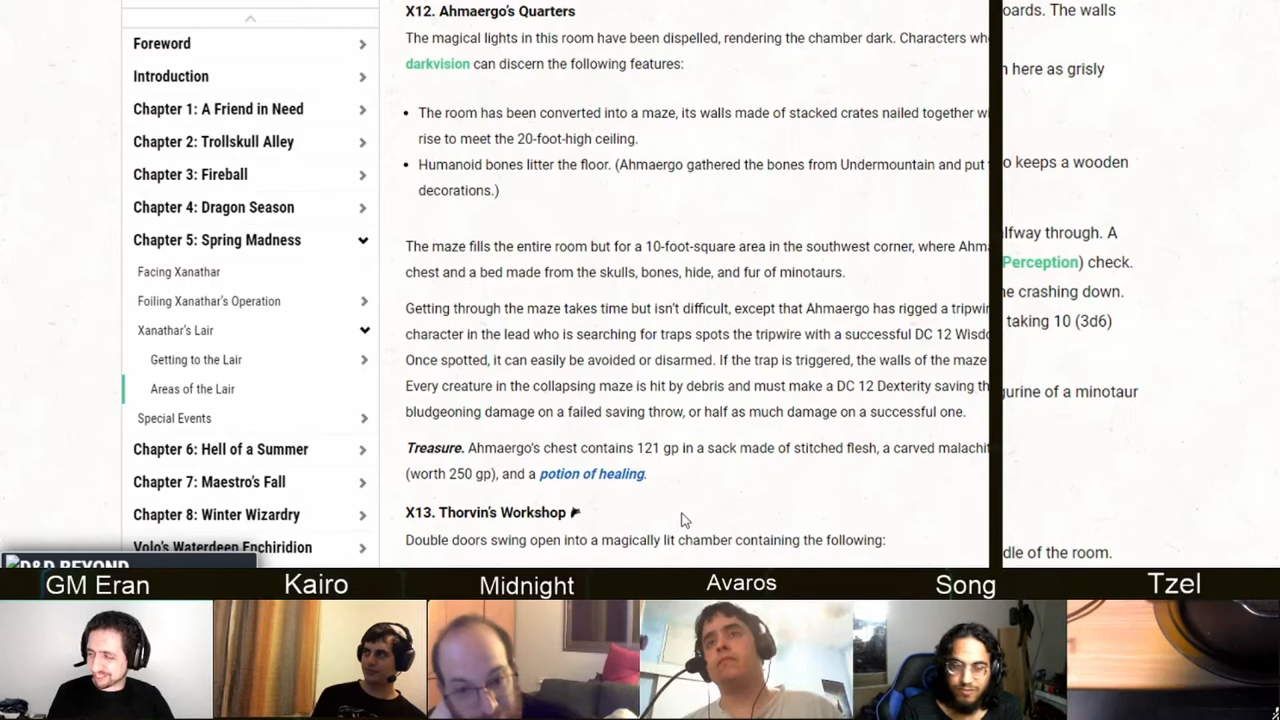 Foreword
Introduction
Chapter 1: A Friend in Need
Chapter 2: Trollskull Alley
Chapter 3: Fireball
Chapter 4: Dragon Season
Chapter 5: Spring Madness
Facing Xanathar
Foiling Xanathar's Operation
Xanathar's Lair
Getting to the Lair
Areas of the Lair
Special Events
Chapter 6: Hell of a Summer
Chapter 7: Maestro's Fall
Chapter 8: Winter Wizardry
Volo's Waterdeep Enchiridion
D&D BEYOND
X12. Ahmaergo's Quarters
The magical lights in this room have been dispelled, rendering the chamber dark. Characters
darkvision can discern the following features:
• The room has been converted into a maze, its walls made of stacked crates nailed together
rise to meet the 20-foot-high ceiling.
• Humanoid bones litter the floor. (Ahmaergo gathered the bones from Undermountain and put
decorations.)
The maze fills the entire room but for a 10-foot-square area in the southwest corner, where Ahm
chest and a bed made from the skulls, bones, hide, and fur of minotaurs.
Getting through the maze takes time but isn't difficult, except that Ahmaergo has rigged a tripwi
character in the lead who is searching for traps spots the tripwire with a successful DC 12 Wisd
Once spotted, it can easily be avoided or disarmed. If the trap is triggered, the walls of the maze
Every creature in the collapsing maze is hit by debris and must make a DC 12 Dexterity saving th
bludgeoning damage on a failed saving throw, or half as much damage on a successful one.
Treasure. Ahmaergo's chest contains 121 gp in a sack made of stitched flesh, a carved malachi
(worth 250 gp), and a potion of healing.
X13. Thorvin's Workshop
Double doors swing open into a magically lit chamber containing the following:
oards. The walls
here as grisly
o keeps a wooden
lfway through. A
Perception) check.
e crashing down.
taking 10 (3d6)
gurine of a minotaur
dle of the room.
GM Eran
Kairo
Midnight
Avaros
Song
Tzel